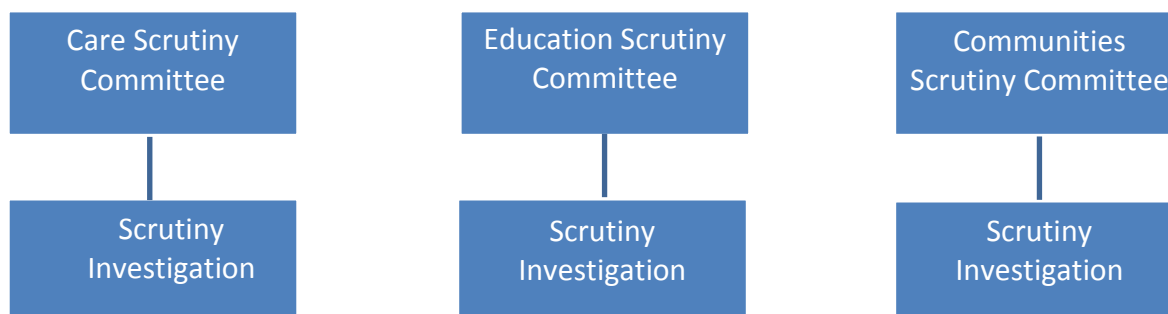 Care Scrutiny
Committee
Education Scrutiny
Committee
Communities
Scrutiny Committee
Scrutiny
Investigation
Scrutiny
Investigation
Scrutiny
Investigation